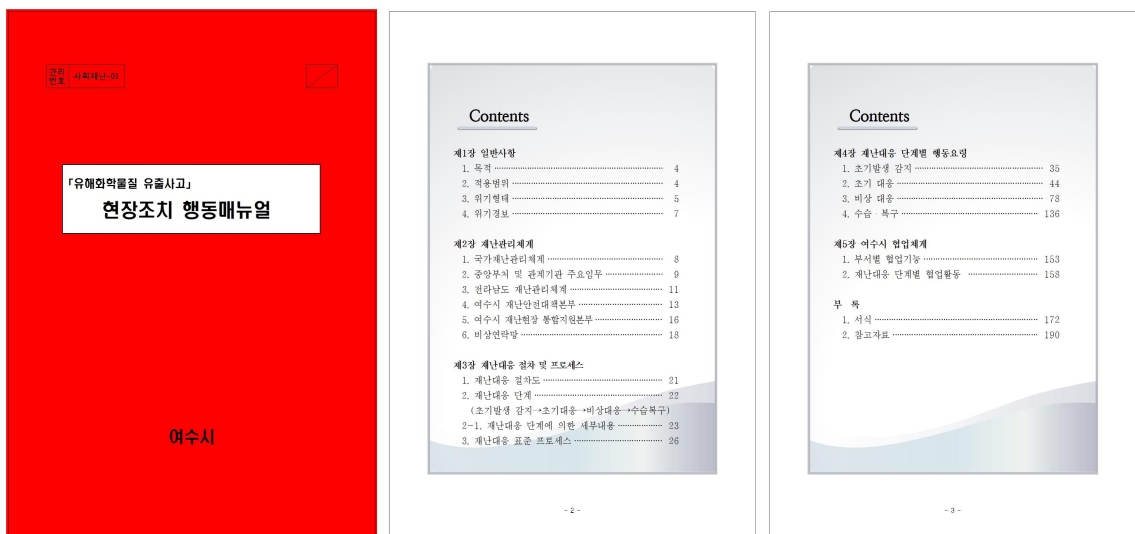 관리
번호
사회재난-03
「유해화학물질 유출사고」
현장조치 행동매뉴얼
여수시
Contents
제1장 일반사항
1. 목적 4
2. 적용범위 4
3. 위기형태 5
4. 위기경보 7
제2장 재난관리체계
1. 국가재난관리체계 8
2. 중앙부처 및 관계기관 주요임무 9
3. 전라남도 재난관리체계 11
4. 여수시 재난안전대책본부 13
5. 여수시 재난현장 통합지원본부 16
6. 비상연락망 18
제3장 재난대응 절차 및 프로세스
1. 재난대응 절차도 21
2. 재난대응 단계 22
(초기발생 감지→초기대응→비상대응→수습복구)
2-1. 재난대응 단계에 의한 세부내용 23
3. 재난대응 표준 프로세스 26
- 2 -
Contents
제4장 재난대응 단계별 행동요령
1. 초기발생 감지 35
2. 초기 대응 44
3. 비상 대응 78
4. 수습·복구 136
제5장 여수시 협업체계
1. 부서별 협업기능 153
2. 재난대응 단계별 협업활동 158
부 록
1. 서식 172
2. 참고자료 190
- 3 -